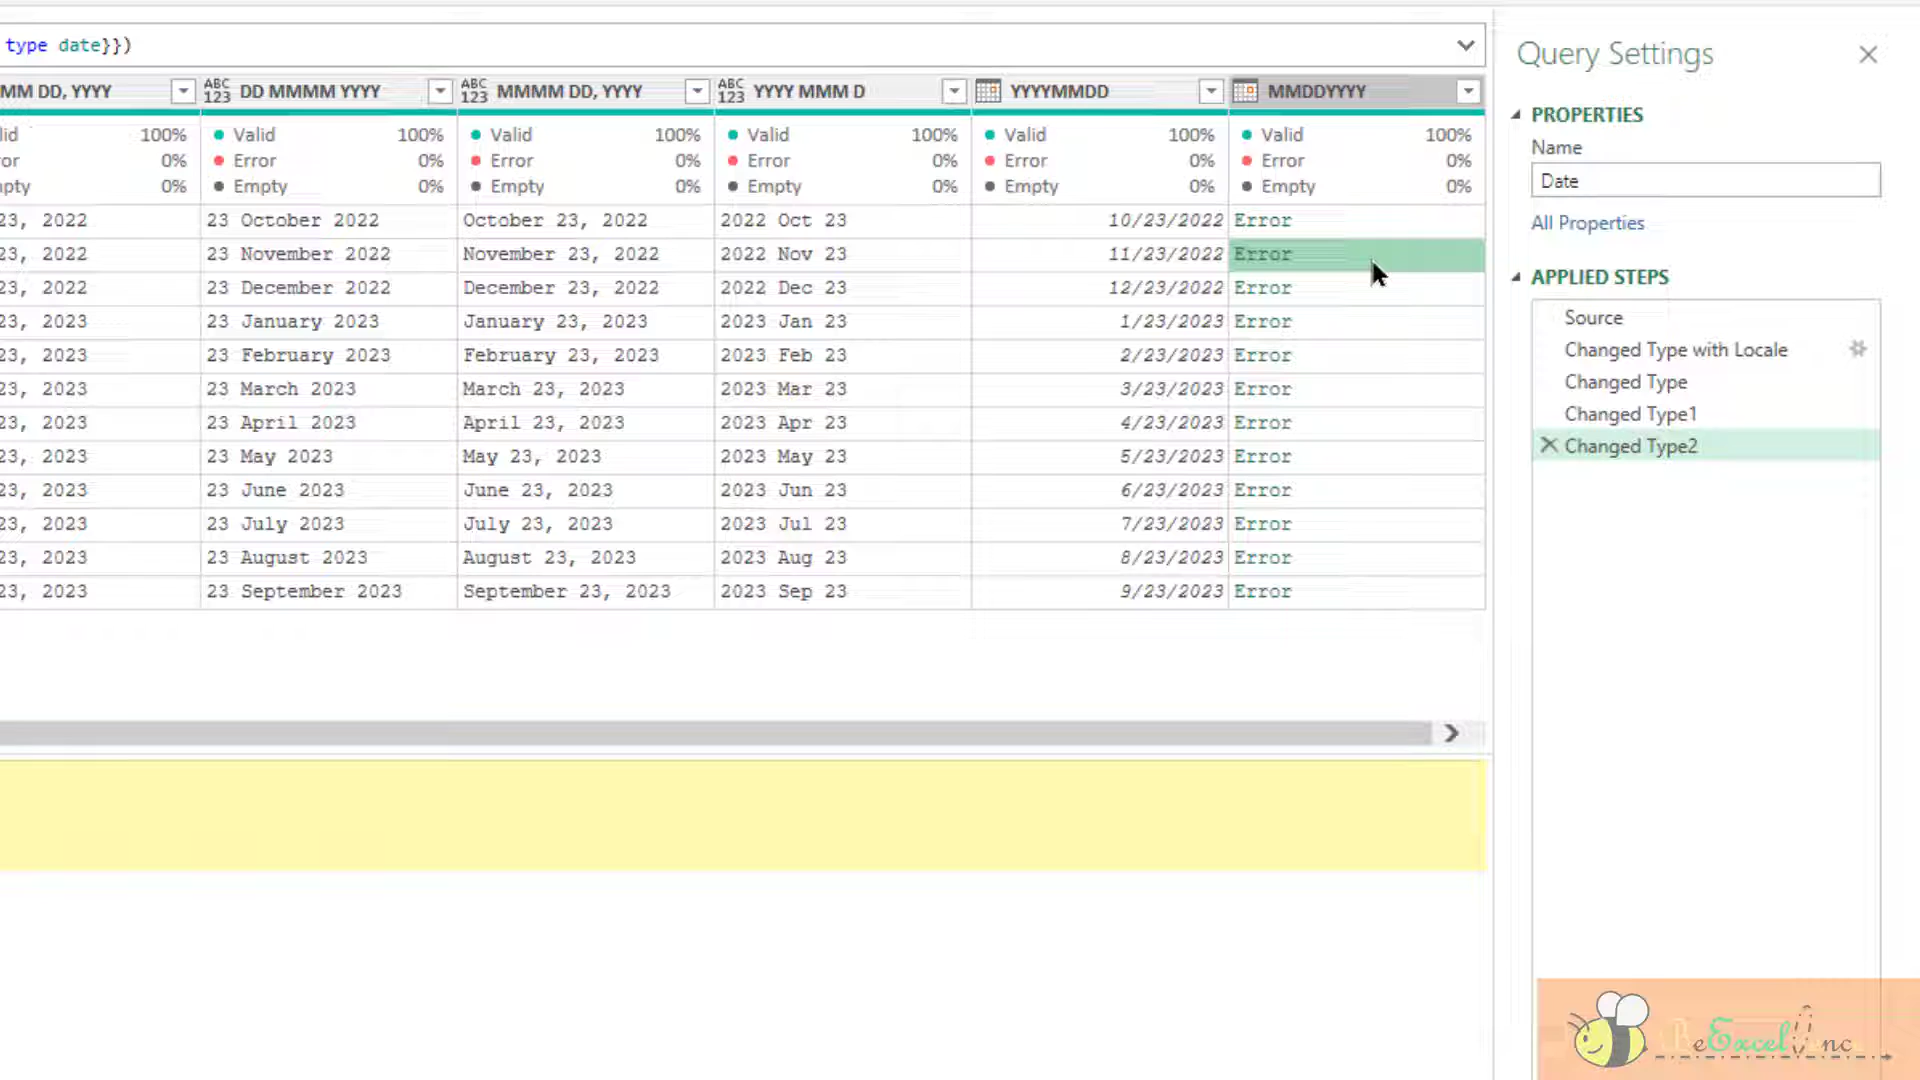 type date}})
MM DD, YYYY ABC 123 DD MMMM YYYY ABC 123 MMMM DD, YYYY ABC 123 YYYY MMM D YYYYMMDD MMDDYYYY
lid 100% Valid 100% Valid 100% Valid 100% Valid 100% Valid 100%
or 0% Error 0% Error 0% Error 0% Error 0% Error 0%
pty 0% Empty 0% Empty 0% Empty 0% Empty 0% Empty 0%
23, 2022 23 October 2022 October 23, 2022 2022 Oct 23 10/23/2022 Error
23, 2022 23 November 2022 November 23, 2022 2022 Nov 23 11/23/2022 Error
23, 2022 23 December 2022 December 23, 2022 2022 Dec 23 12/23/2022 Error
23, 2023 23 January 2023 January 23, 2023 2023 Jan 23 1/23/2023 Error
23, 2023 23 February 2023 February 23, 2023 2023 Feb 23 2/23/2023 Error
23, 2023 23 March 2023 March 23, 2023 2023 Mar 23 3/23/2023 Error
23, 2023 23 April 2023 April 23, 2023 2023 Apr 23 4/23/2023 Error
23, 2023 23 May 2023 May 23, 2023 2023 May 23 5/23/2023 Error
23, 2023 23 June 2023 June 23, 2023 2023 Jun 23 6/23/2023 Error
23, 2023 23 July 2023 July 23, 2023 2023 Jul 23 7/23/2023 Error
23, 2023 23 August 2023 August 23, 2023 2023 Aug 23 8/23/2023 Error
23, 2023 23 September 2023 September 23, 2023 2023 Sep 23 9/23/2023 Error
Query Settings
PROPERTIES
Name
Date
All Properties
APPLIED STEPS
Source
Changed Type with Locale
Changed Type
Changed Type1
Changed Type2